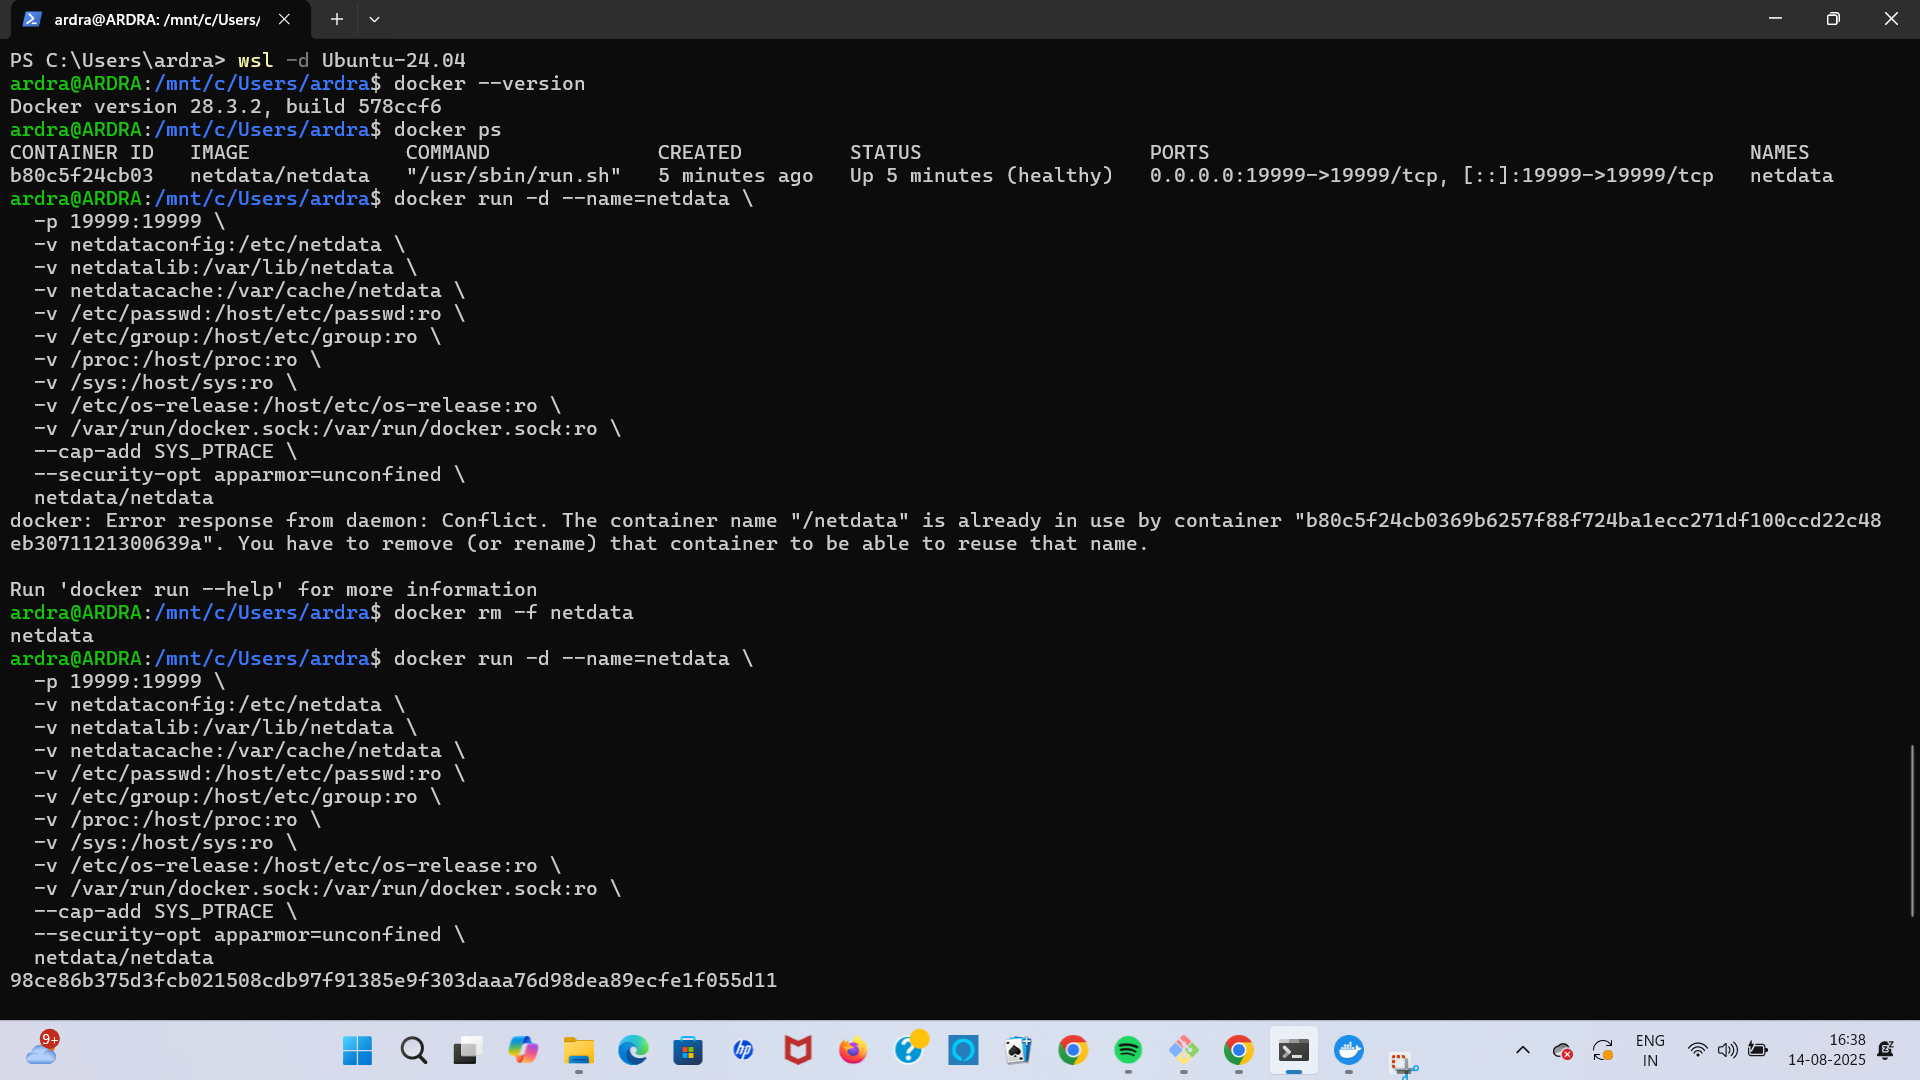 ardra@ARDRA: /mnt/c/Users/
PS C:\Users\ardra> wsl -d Ubuntu-24.04
ardra@ARDRA:/mnt/c/Users/ardra$ docker --version
Docker version 28.3.2, build 578ccf6
ardra@ARDRA:/mnt/c/Users/ardra$ docker ps
CONTAINER ID   IMAGE             COMMAND              CREATED         STATUS                   PORTS                                             NAMES
b80c5f24cb03   netdata/netdata   "/usr/sbin/run.sh"   5 minutes ago   Up 5 minutes (healthy)   0.0.0.0:19999->19999/tcp, [::]:19999->19999/tcp   netdata
ardra@ARDRA:/mnt/c/Users/ardra$ docker run -d --name=netdata \
  -p 19999:19999 \
  -v netdataconfig:/etc/netdata \
  -v netdatalib:/var/lib/netdata \
  -v netdatacache:/var/cache/netdata \
  -v /etc/passwd:/host/etc/passwd:ro \
  -v /etc/group:/host/etc/group:ro \
  -v /proc:/host/proc:ro \
  -v /sys:/host/sys:ro \
  -v /etc/os-release:/host/etc/os-release:ro \
  -v /var/run/docker.sock:/var/run/docker.sock:ro \
  --cap-add SYS_PTRACE \
  --security-opt apparmor=unconfined \
  netdata/netdata
docker: Error response from daemon: Conflict. The container name "/netdata" is already in use by container "b80c5f24cb0369b6257f88f724ba1ecc271df100ccd22c48
eb3071121300639a". You have to remove (or rename) that container to be able to reuse that name.
Run 'docker run --help' for more information
ardra@ARDRA:/mnt/c/Users/ardra$ docker rm -f netdata
netdata
ardra@ARDRA:/mnt/c/Users/ardra$ docker run -d --name=netdata \
  -p 19999:19999 \
  -v netdataconfig:/etc/netdata \
  -v netdatalib:/var/lib/netdata \
  -v netdatacache:/var/cache/netdata \
  -v /etc/passwd:/host/etc/passwd:ro \
  -v /etc/group:/host/etc/group:ro \
  -v /proc:/host/proc:ro \
  -v /sys:/host/sys:ro \
  -v /etc/os-release:/host/etc/os-release:ro \
  -v /var/run/docker.sock:/var/run/docker.sock:ro \
  --cap-add SYS_PTRACE \
  --security-opt apparmor=unconfined \
  netdata/netdata
98ce86b375d3fcb021508cdb97f91385e9f303daaa76d98dea89ecfe1f055d11
9+
hp
ENG
IN
16:38
14-08-2025